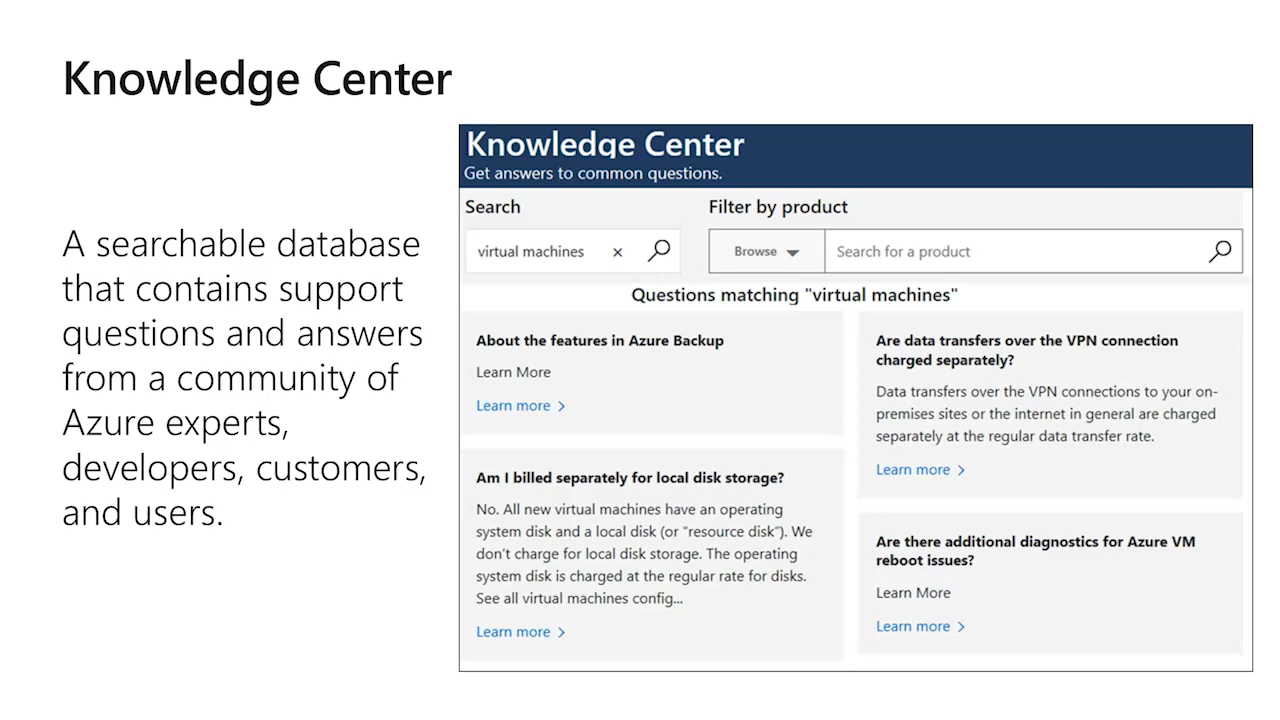 Knowledge Center
A searchable database
that contains support
questions and answers
from a community of
Azure experts,
developers, customers,
and users.
Knowledge Center
Get answers to common questions.
Search
Filter by product
virtual machines ×
Browse
Search for a product
Questions matching "virtual machines"
About the features in Azure Backup
Learn More
Learn more >
Am I billed separately for local disk storage?
No. All new virtual machines have an operating
system disk and a local disk (or “resource disk”). We
don't charge for local disk storage. The operating
system disk is charged at the regular rate for disks.
See all virtual machines config...
Learn more >
Are data transfers over the VPN connection
charged separately?
Data transfers over the VPN connections to your on-
premises sites or the internet in general are charged
separately at the regular data transfer rate.
Learn more >
Are there additional diagnostics for Azure VM
reboot issues?
Learn More
Learn more >